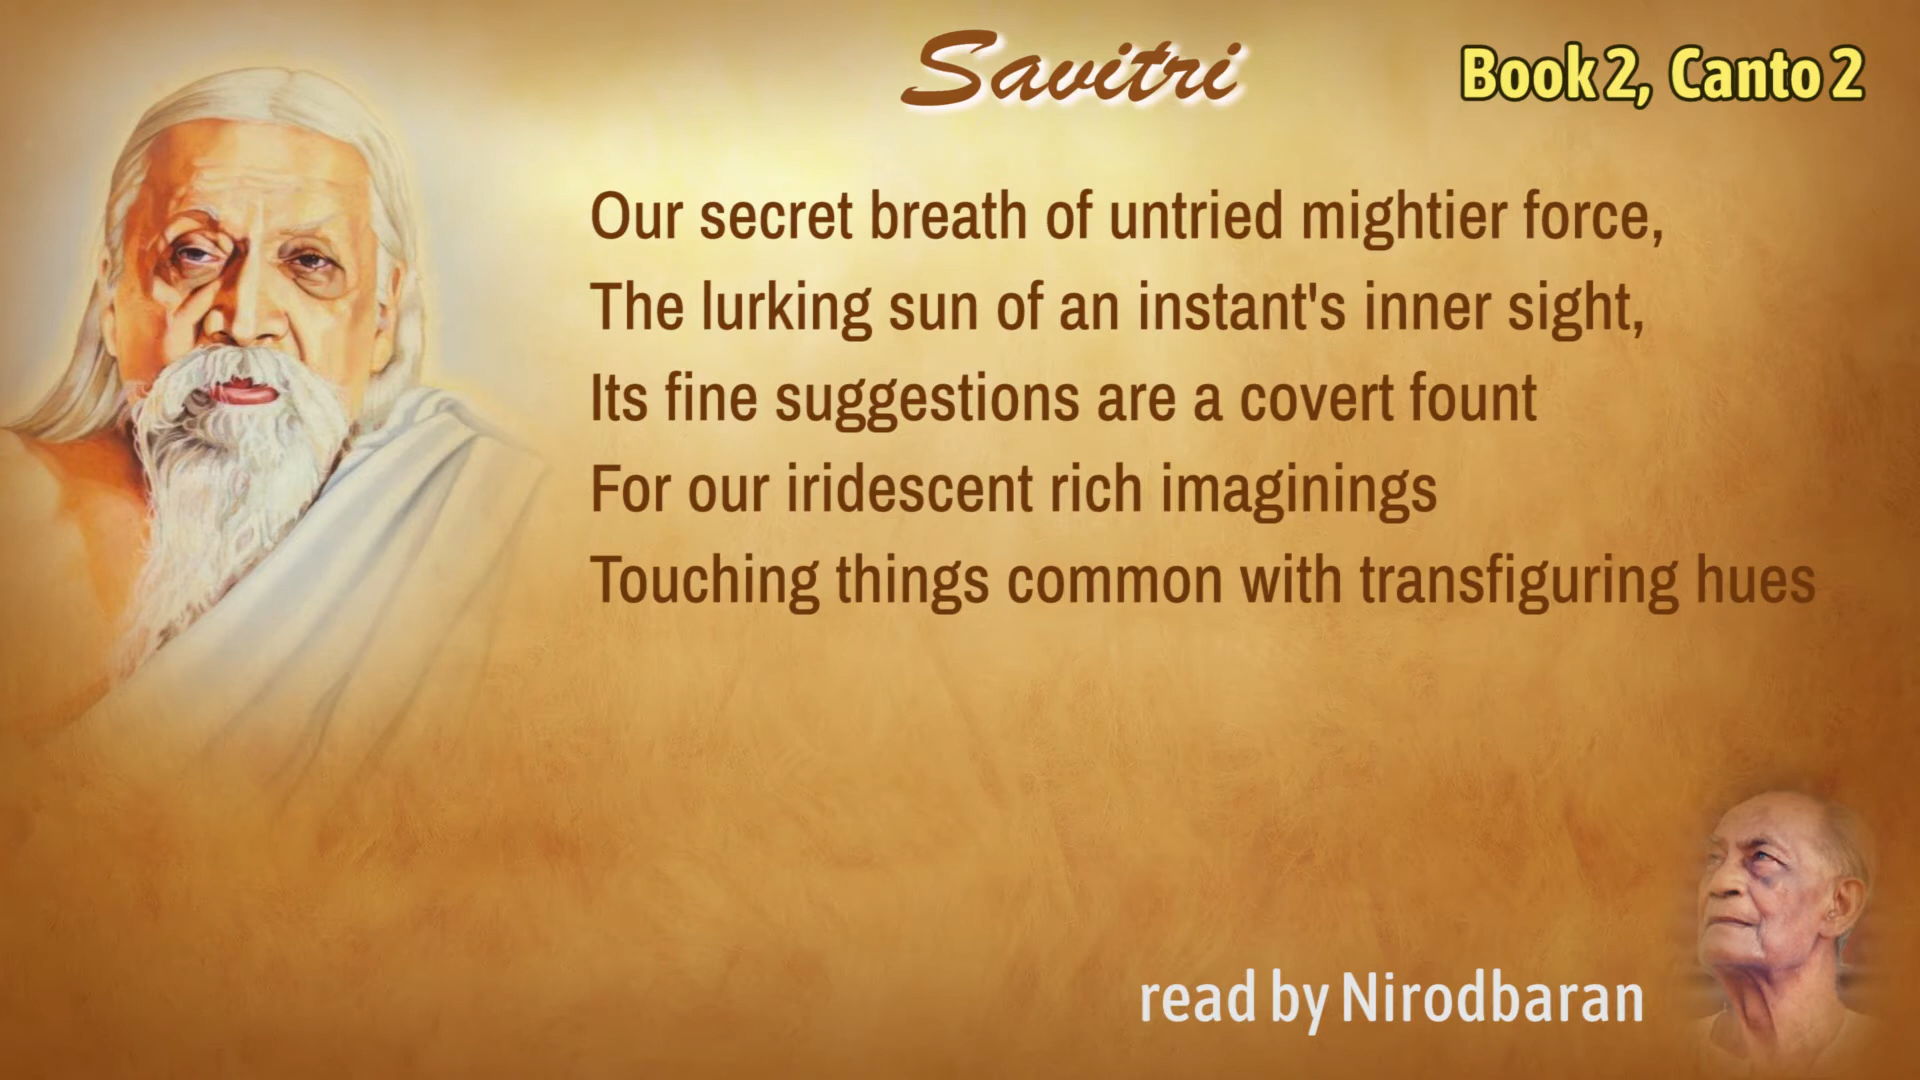 Savitri
Book 2, Canto 2
Our secret breath of untried mightier force,
The lurking sun of an instant's inner sight,
Its fine suggestions are a covert fount
For our iridescent rich imaginings
Touching things common with transfiguring hues
read by Nirodbaran